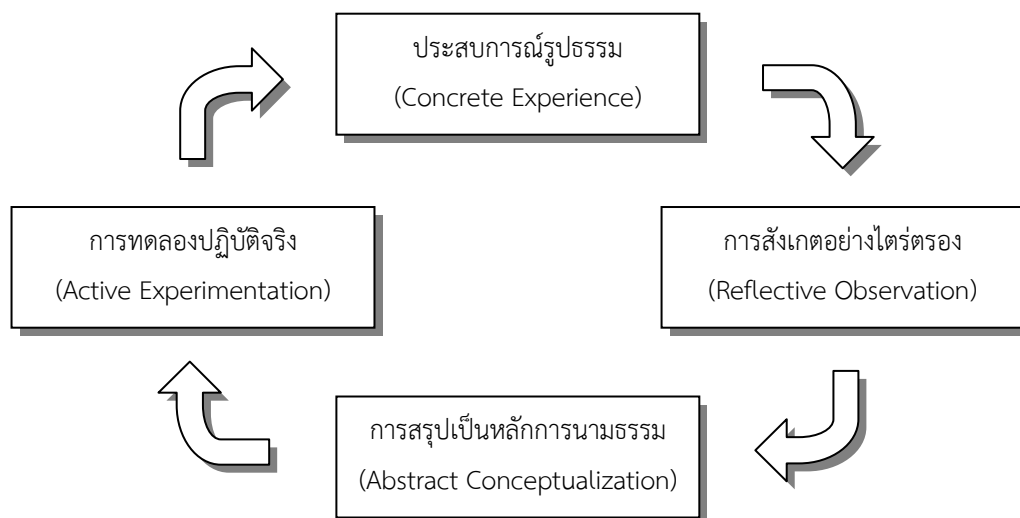 ประสบการณ์รูปธรรม
(Concrete Experience)
การทดลองปฏิบัติจริง
(Active Experimentation)
การสังเกตอย่างไตร่ตรอง
(Reflective Observation)
การสรุปเป็นหลักการนามธรรม
(Abstract Conceptualization)